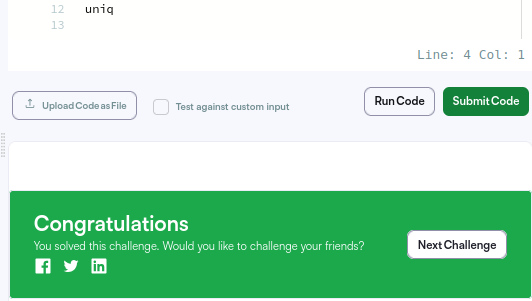 12 uniq
13
Line: 4 Col: 1
Upload Code as File
Test against custom input
Run Code
Submit Code
Congratulations
You solved this challenge. Would you like to challenge your friends?
Next Challenge